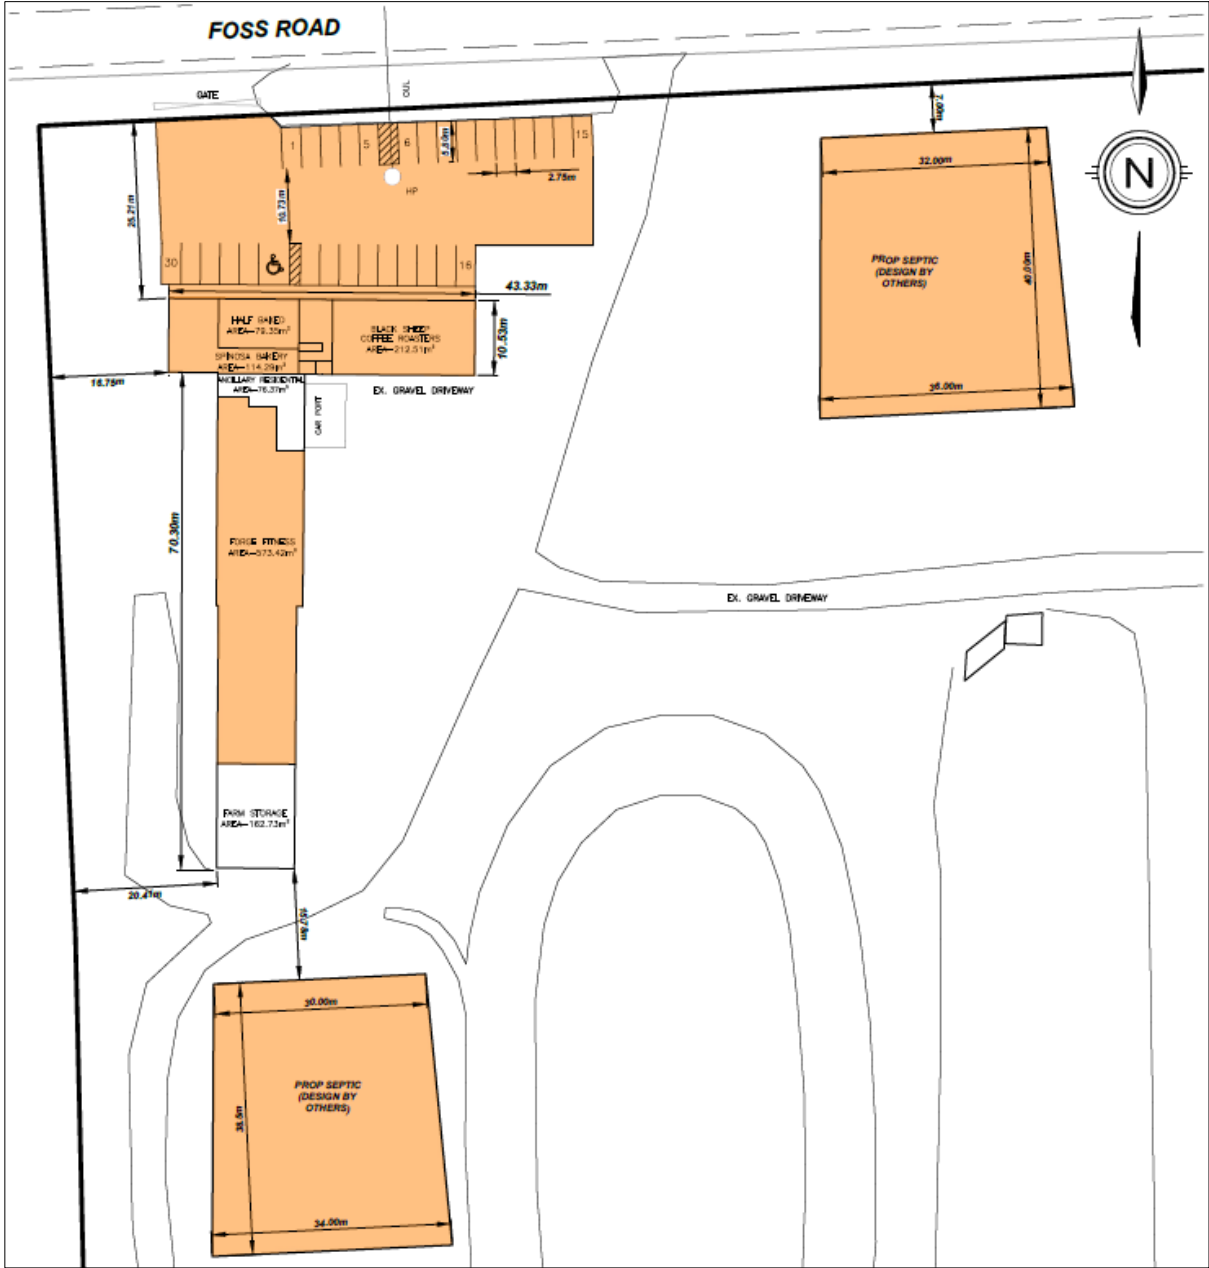 FOSS ROAD
GATE
OUL
7.00m
N
1
5
6
15
5.80m
2.75m
HP
10.73m
25.21m
30
16
43.33m
32.00m
PROP SEPTIC
(DESIGN BY
OTHERS)
40.00m
36.00m
HALF BAKED
AREA=79.35m²
SPINOSA BAKERY
AREA=114.29m²
BLACK SHEEP
COFFEE ROASTERS
AREA=212.51m²
10.53m
16.75m
ANCILLARY RESIDENTIAL
AREA=76.37m²
CAR PORT
EX. GRAVEL DRIVEWAY
70.30m
FORGE FITNESS
AREA=573.42m²
EX. GRAVEL DRIVEWAY
FARM STORAGE
AREA=162.73m²
20.41m
30.00m
PROP SEPTIC
(DESIGN BY
OTHERS)
38.5m
34.00m